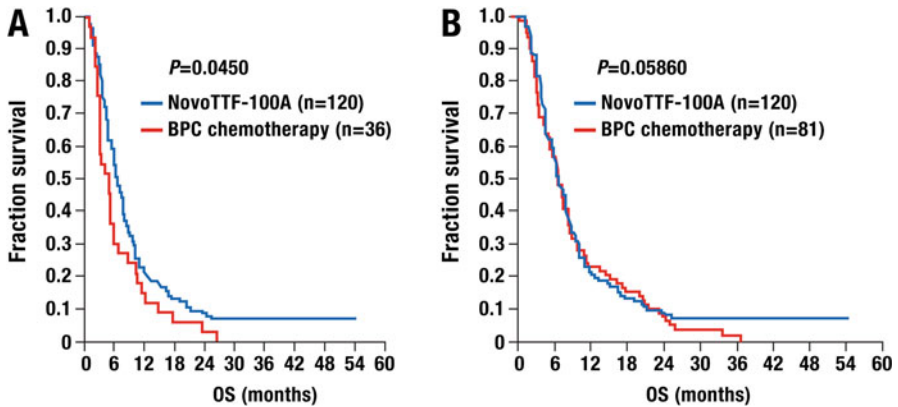 A
Fraction survival
1.0
0.9
0.8
0.7
0.6
0.5
0.4
0.3
0.2
0.1
0
P=0.0450
NovoTTF-100A (n=120)
BPC chemotherapy (n=36)
0 6 12 18 24 30 36 42 48 54 60
OS (months)
B
Fraction survival
1.0
0.9
0.8
0.7
0.6
0.5
0.4
0.3
0.2
0.1
0
P=0.05860
NovoTTF-100A (n=120)
BPC chemotherapy (n=81)
0 6 12 18 24 30 36 42 48 54 60
OS (months)